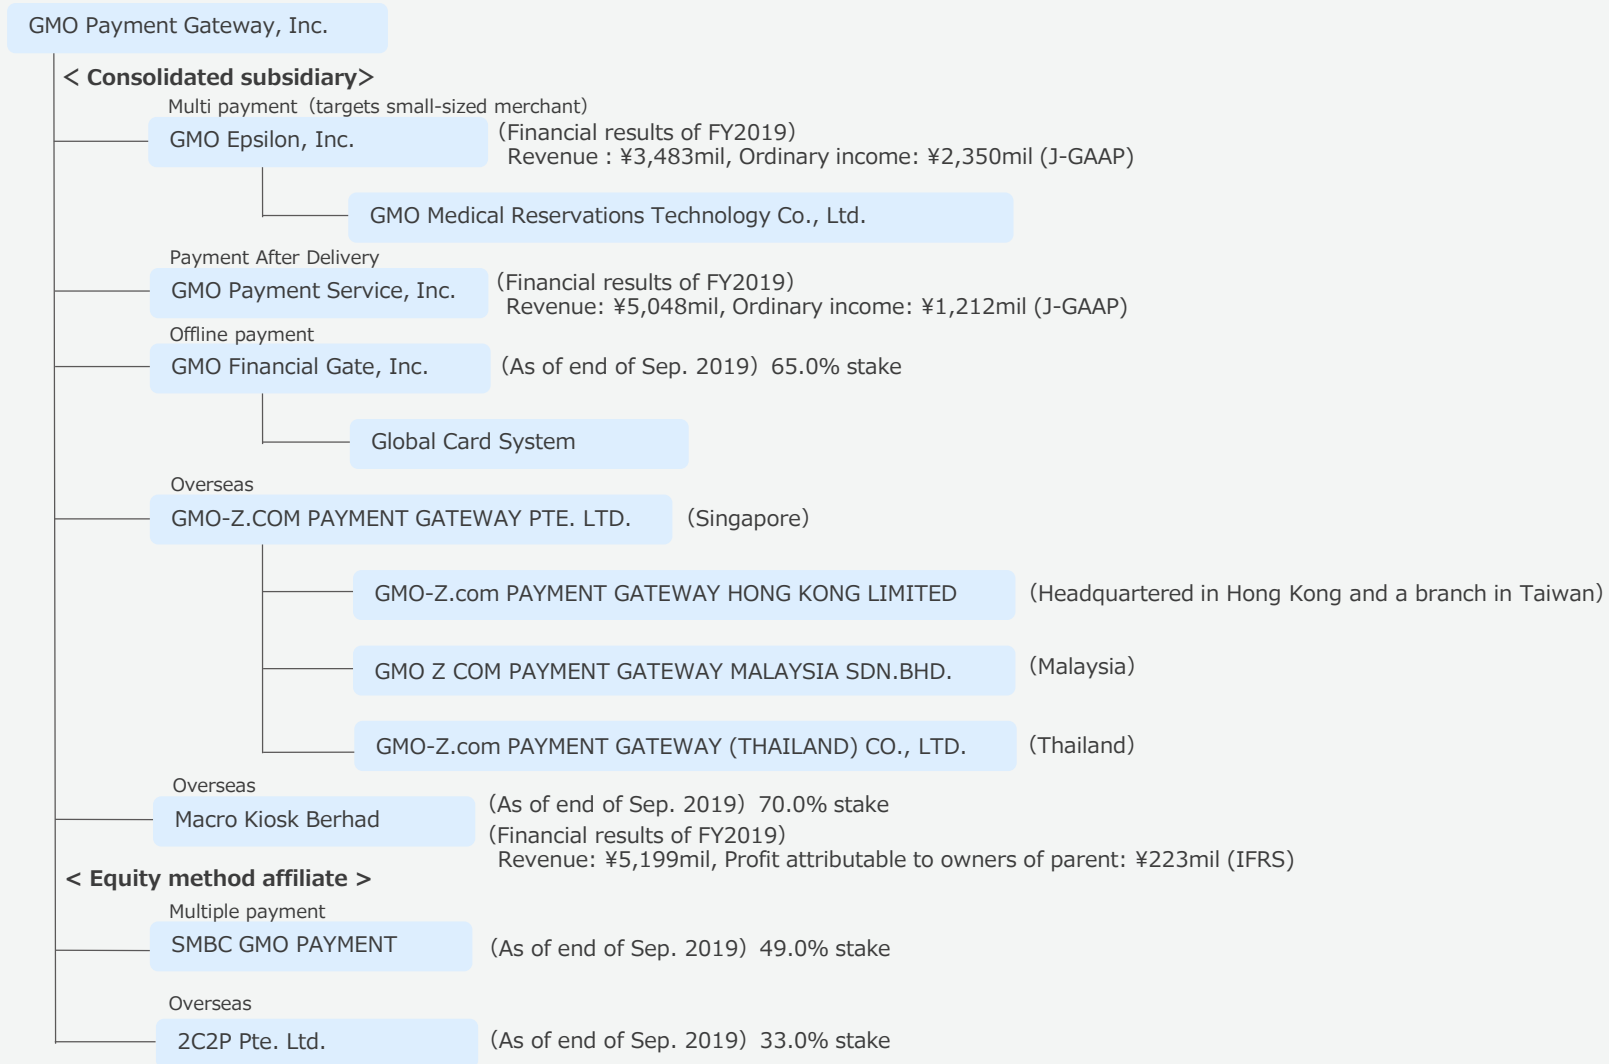 GMO Payment Gateway, Inc.
＜ Consolidated subsidiary＞
Multi payment（targets small-sized merchant）
GMO Epsilon, Inc.
（Financial results of FY2019）
Revenue : ¥3,483mil, Ordinary income: ¥2,350mil (J-GAAP)
GMO Medical Reservations Technology Co., Ltd.
Payment After Delivery
GMO Payment Service, Inc.
（Financial results of FY2019）
Revenue: ¥5,048mil, Ordinary income: ¥1,212mil (J-GAAP)
Offline payment
GMO Financial Gate, Inc.
（As of end of Sep. 2019）65.0% stake
Global Card System
Overseas
GMO-Z.COM PAYMENT GATEWAY PTE. LTD.
（Singapore）
GMO-Z.com PAYMENT GATEWAY HONG KONG LIMITED
（Headquartered in Hong Kong and a branch in Taiwan）
GMO Z COM PAYMENT GATEWAY MALAYSIA SDN.BHD.
（Malaysia）
GMO-Z.com PAYMENT GATEWAY (THAILAND) CO., LTD.
（Thailand）
Overseas
Macro Kiosk Berhad
（As of end of Sep. 2019）70.0% stake
（Financial results of FY2019）
Revenue: ¥5,199mil, Profit attributable to owners of parent: ¥223mil (IFRS)
< Equity method affiliate >
Multiple payment
SMBC GMO PAYMENT
（As of end of Sep. 2019）49.0% stake
Overseas
2C2P Pte. Ltd.
（As of end of Sep. 2019）33.0% stake